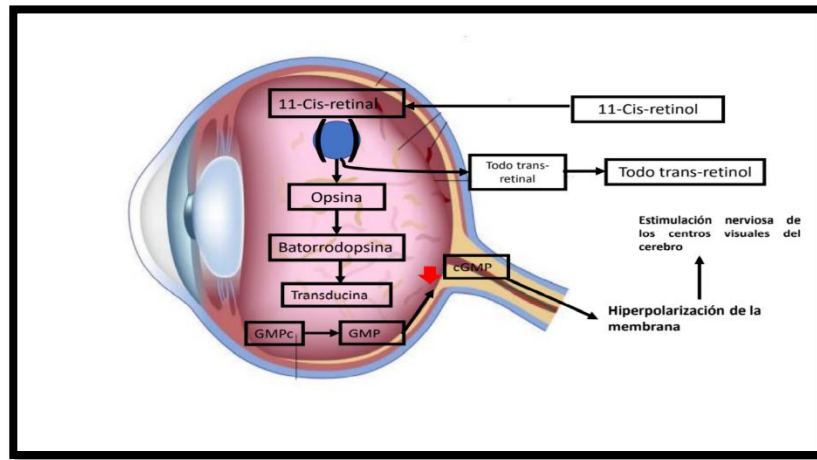 11-Cis-retinal
11-Cis-retinol
Todo trans-
retinal
Todo trans-retinol
Opsina
Batorrodopsina
Transducina
GMPc
GMP
cGMP
Estimulación nerviosa de
los centros visuales del
cerebro
Hiperpolarización de la
membrana